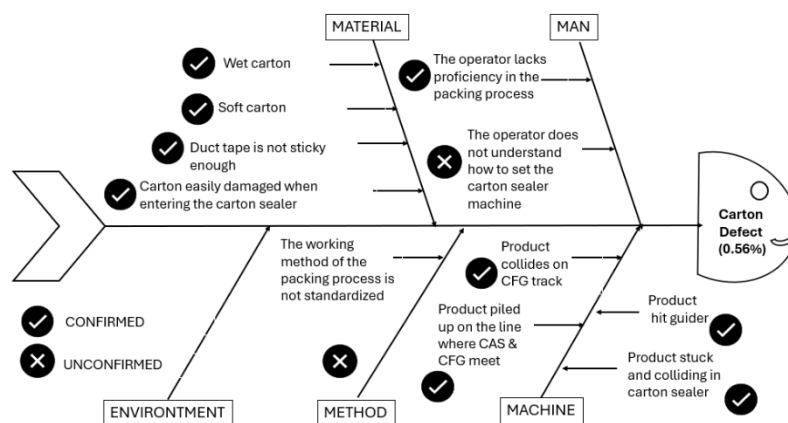 MATERIAL
MAN
Wet carton
Soft carton
Duct tape is not sticky
enough
Carton easily damaged when
entering the carton sealer
The operator lacks
proficiency in the
packing process
The operator does
not understand
how to set the
carton sealer
machine
Carton
Defect
(0.56%)
The working
method of the
packing process is
not standardized
Product
collides on
CFG track
Product piled
up on the line
where CAS &
CFG meet
Product
hit guider
Product stuck
and colliding in
carton sealer
CONFIRMED
UNCONFIRMED
ENVIRONTMENT
METHOD
MACHINE